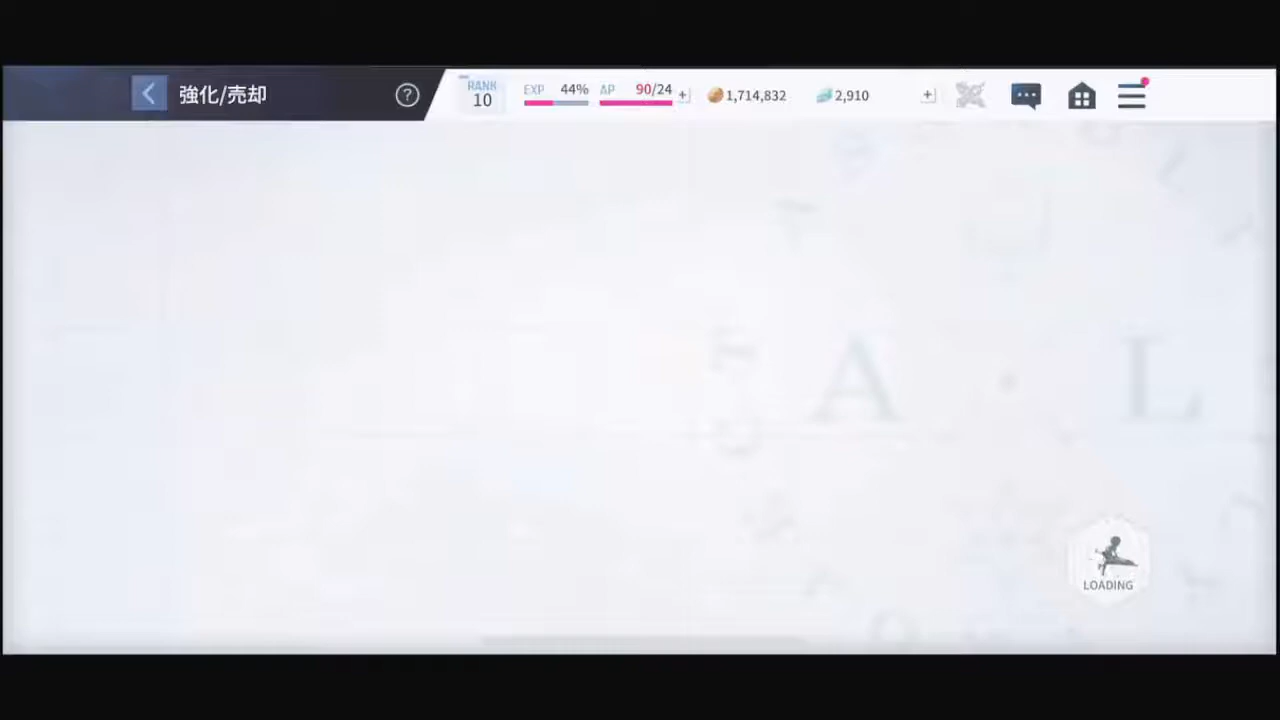 強化/売却
?
RANK
10
EXP 44%
AP 90/24
1,714,832
2,910
A L
LOADING